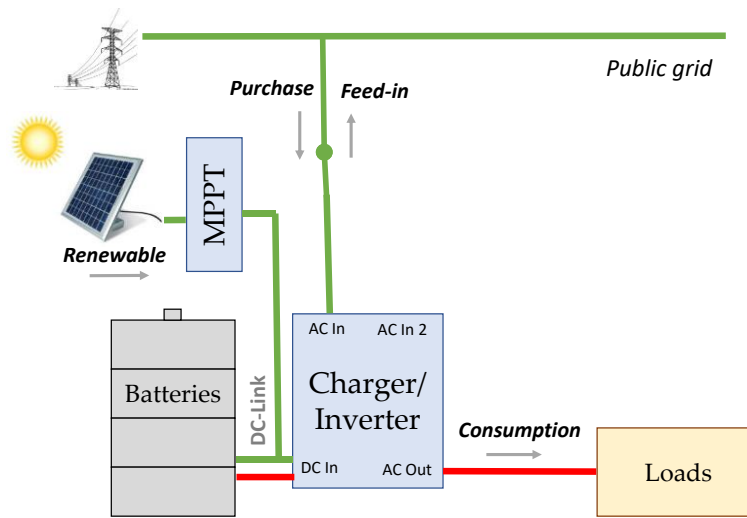 Public grid
Purchase
Feed-in
MPPT
Renewable
AC In
AC In 2
Charger/
Inverter
Batteries
DC-Link
Consumption
DC In
AC Out
Loads